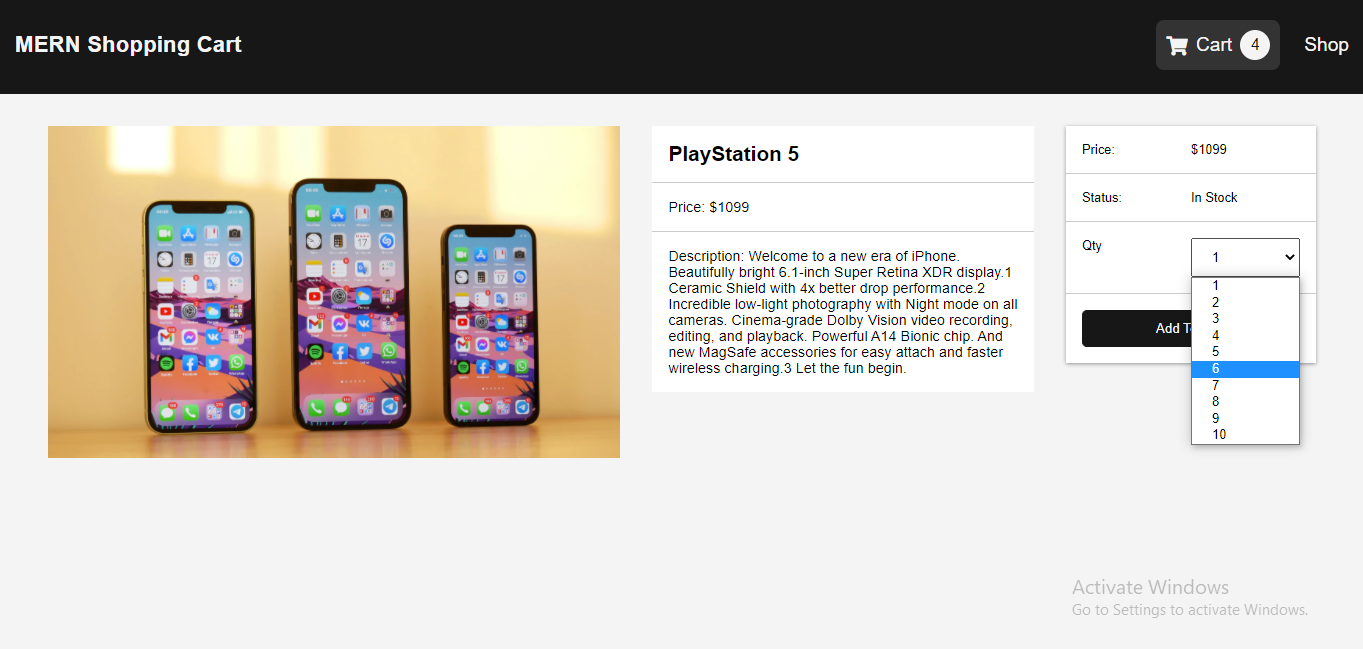 MERN Shopping Cart
Cart 4
Shop
PlayStation 5
Price: $1099
Description: Welcome to a new era of iPhone.
Beautifully bright 6.1-inch Super Retina XDR display.1
Ceramic Shield with 4x better drop performance.2
Incredible low-light photography with Night mode on all
cameras. Cinema-grade Dolby Vision video recording,
editing, and playback. Powerful A14 Bionic chip. And
new MagSafe accessories for easy attach and faster
wireless charging.3 Let the fun begin.
Price: $1099
Status: In Stock
Qty 1
1
2
3
4
5
6
7
8
9
10
Add
Activate Windows
Go to Settings to activate Windows.